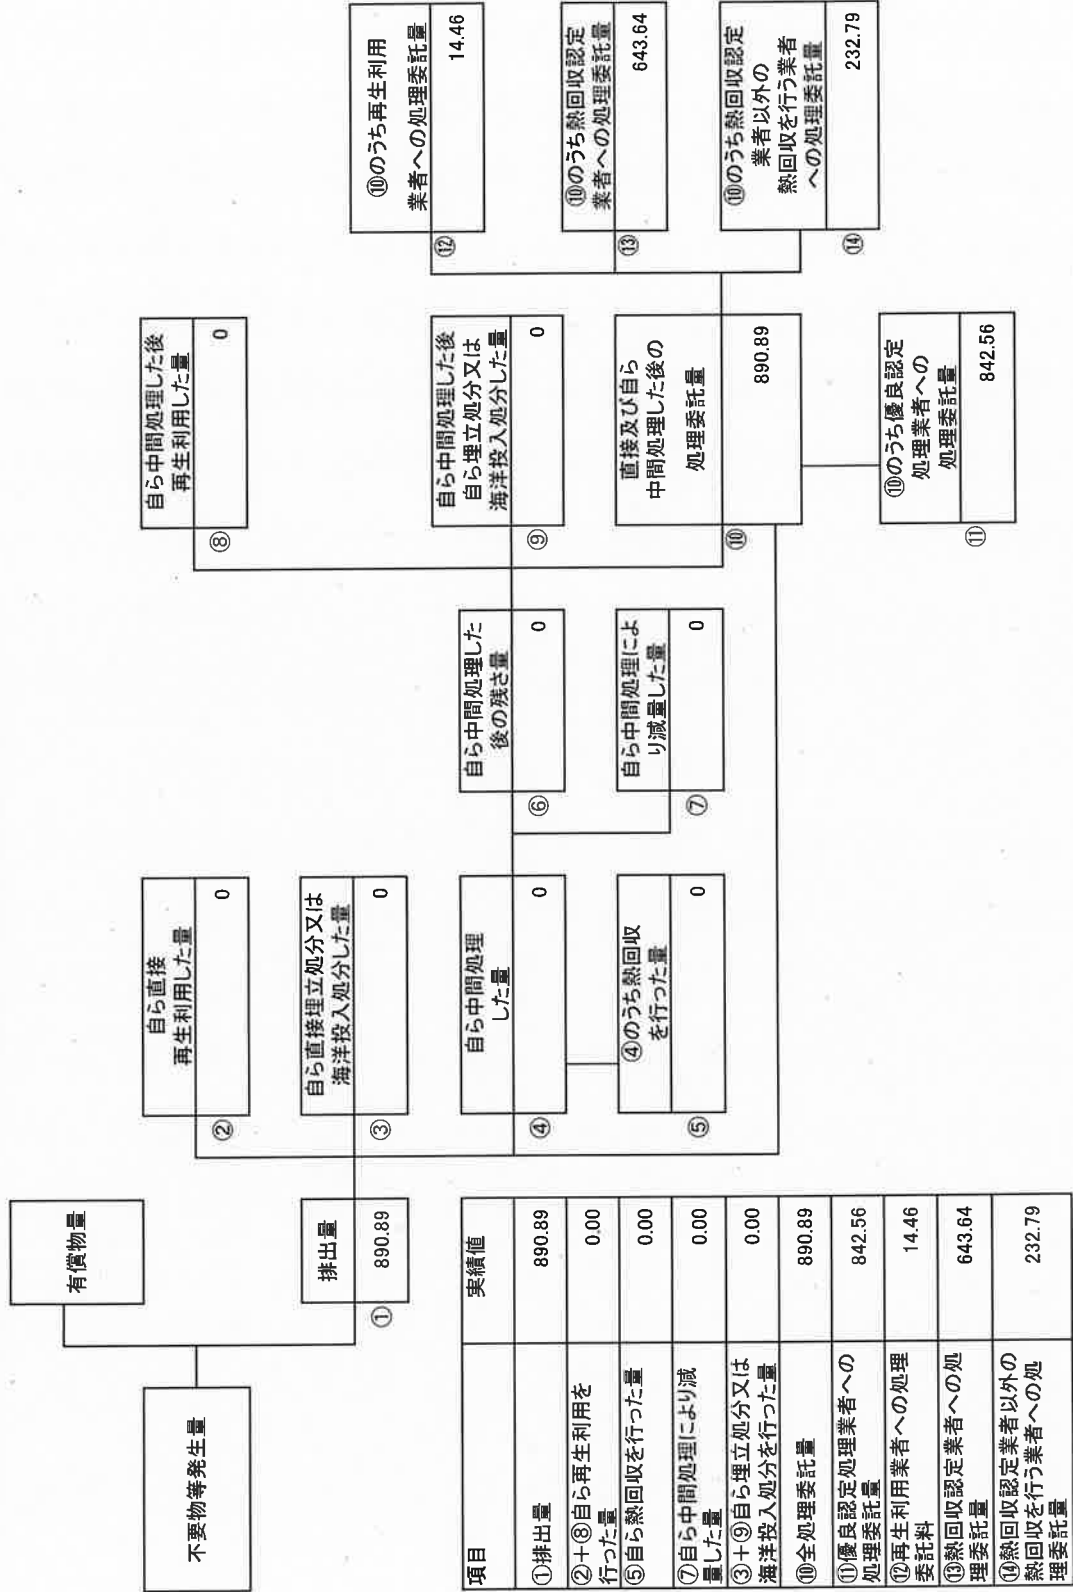 不要物等発生量
有償物量
排出量
①
890.89
自ら直接
再生利用した量
②
0
自ら直接埋立処分又は
海洋投入処分した量
③
0
自ら中間処理
した量
④
0
④のうち熱回収
を行った量
⑤
0
自ら中間処理した
後の残さ量
⑥
0
自ら中間処理によ
り減量した量
⑦
0
自ら中間処理した後
再生利用した量
⑧
0
自ら中間処理した後
自ら埋立処分又は
海洋投入処分した量
⑨
0
直接及び自ら
中間処理した後の
処理委託量
⑩
890.89
⑩のうち優良認定
処理業者への
処理委託量
⑪
842.56
⑩のうち再生利用
業者への処理委託量
⑫
14.46
⑩のうち熱回収認定
業者への処理委託量
⑬
643.64
⑩のうち熱回収認定
業者以外の
熱回収を行う業者
への処理委託量
⑭
232.79
項目 実績値
①排出量 890.89
②+⑧自ら再生利用を
行った量 0.00
⑤自ら熱回収を行った量 0.00
⑦自ら中間処理により減
量した量 0.00
③+⑨自ら埋立処分又は
海洋投入処分を行った量 0.00
⑩全処理委託量 890.89
⑪優良認定処理業者への
処理委託量 842.56
⑫再生利用業者への処理
委託料 14.46
⑬熱回収認定業者への処
理委託量 643.64
⑭熱回収認定業者以外の
熱回収を行う業者への処
理委託量 232.79